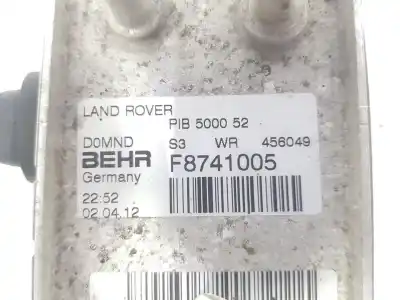 LAND ROVER
PIB 5000 52
D0MND S3 WR 456049
BEHR F8741005
Germany
22:52
02.04.12